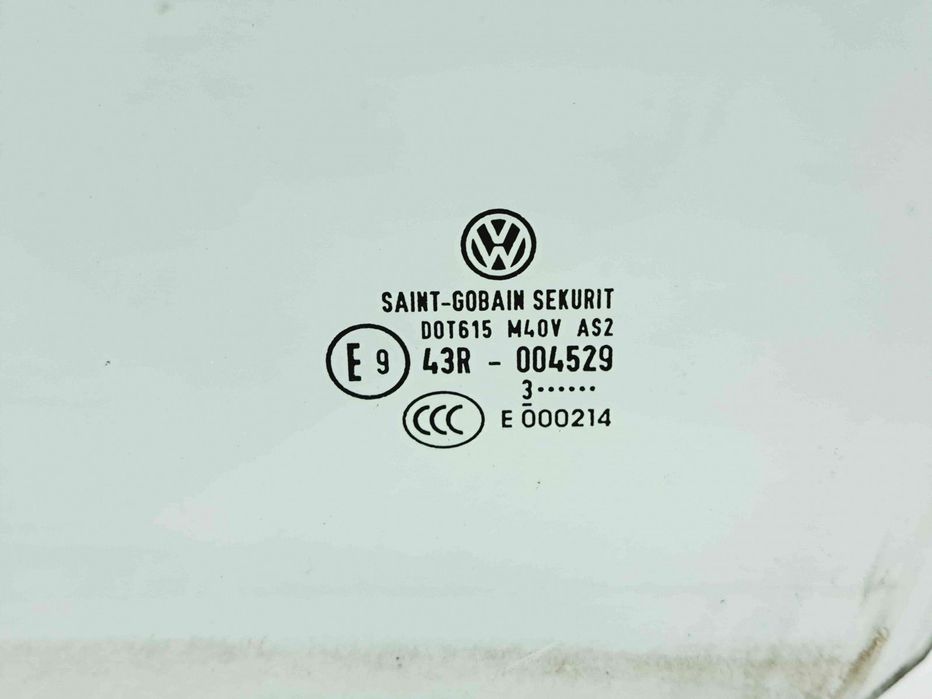 SAINT-GOBAIN SEKURIT
DOT615 M40V AS2
E 9 43R - 004529
3······
CCC E 000214